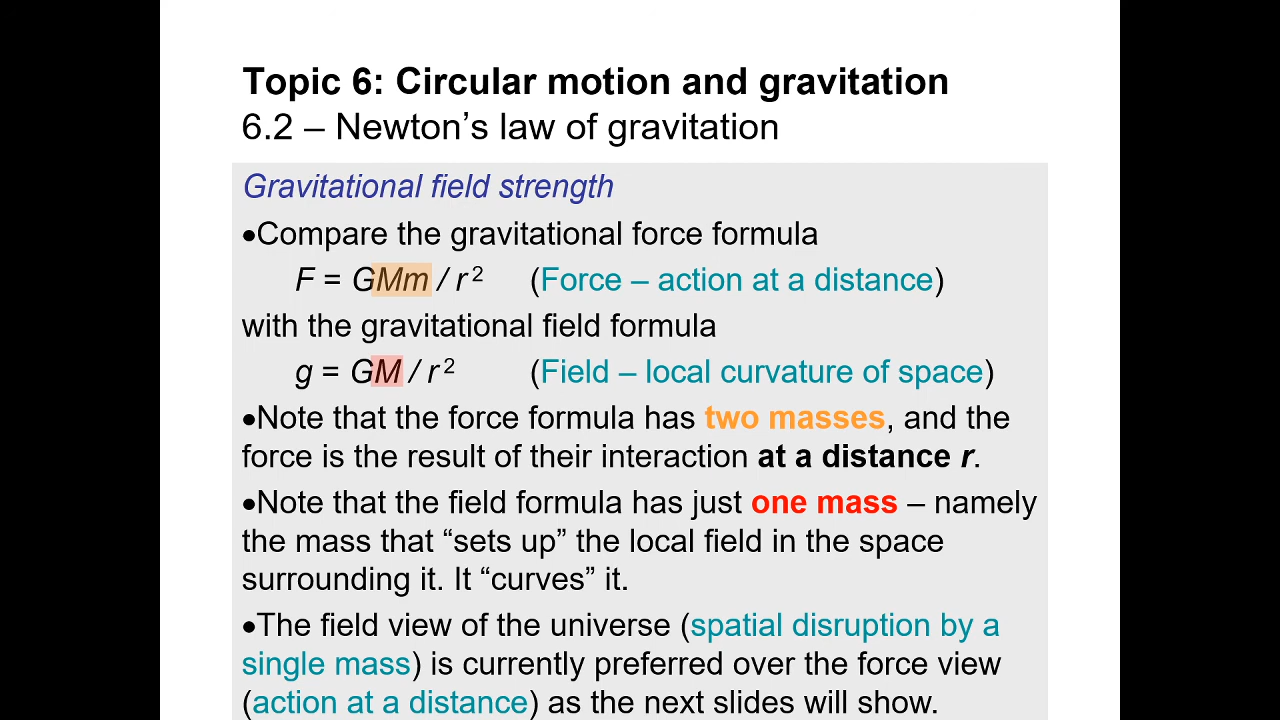 Topic 6: Circular motion and gravitation
6.2 – Newton’s law of gravitation
Gravitational field strength
•Compare the gravitational force formula
F = GMm / r² (Force – action at a distance)
with the gravitational field formula
g = GM / r² (Field – local curvature of space)
•Note that the force formula has two masses, and the
force is the result of their interaction at a distance r.
•Note that the field formula has just one mass – namely
the mass that “sets up” the local field in the space
surrounding it. It “curves” it.
•The field view of the universe (spatial disruption by a
single mass) is currently preferred over the force view
(action at a distance) as the next slides will show.